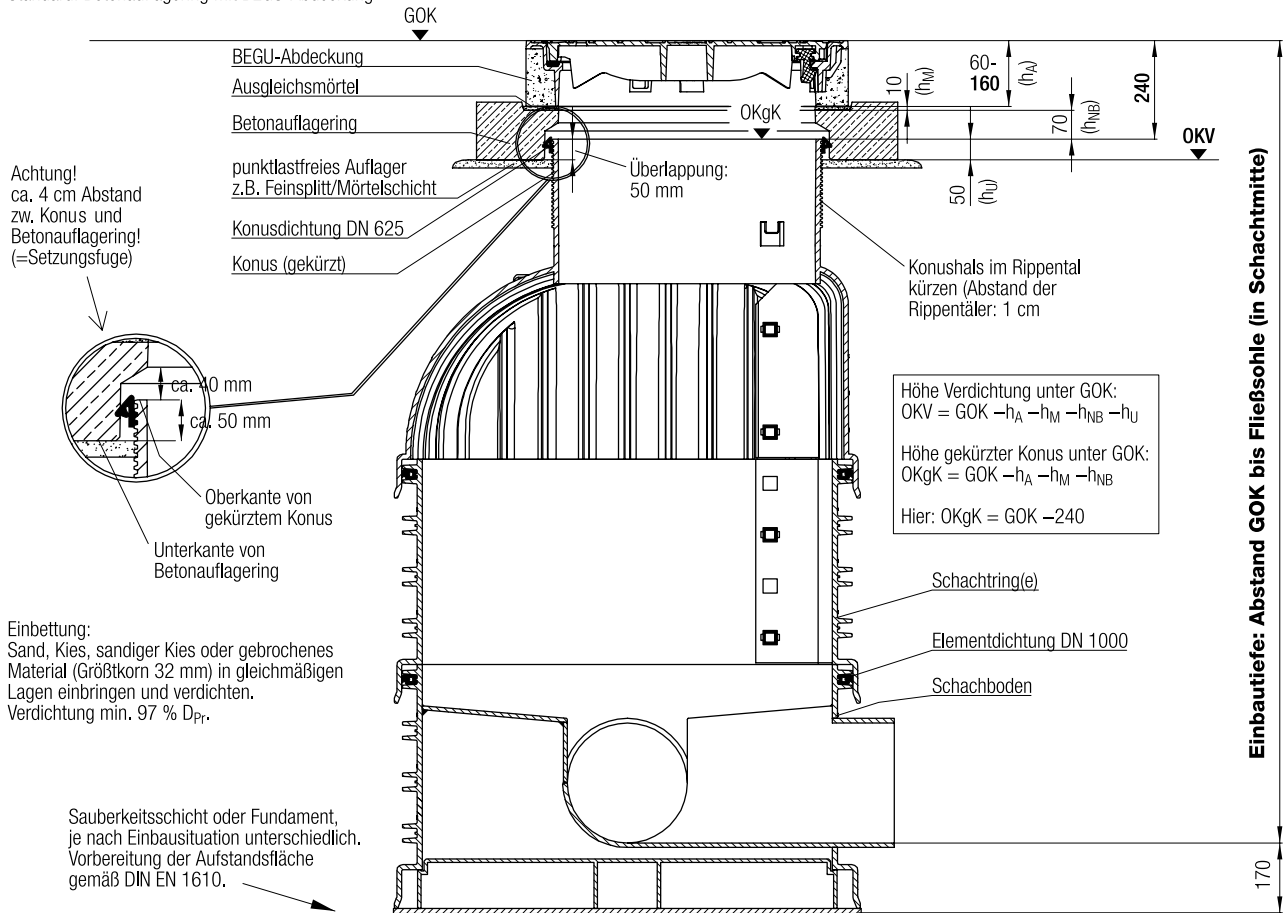 GOK
BEGU-Abdeckung
Ausgleichsmörtel
Betonauflagering
punktlastfreies Auflager
z.B. Feinsplitt/Mörtelschicht
Konusdichtung DN 625
Konus (gekürzt)
OKgK
Überlappung:
50 mm
10
(hM)
60-
160
(hA)
240
70
(hNB)
50
(hU)
OKV
Achtung!
ca. 4 cm Abstand
zw. Konus und
Betonauflagering!
(=Setzungsfuge)
ca. 40 mm
ca. 50 mm
Oberkante von
gekürztem Konus
Unterkante von
Betonauflagering
Konushals im Rippental
kürzen (Abstand der
Rippentäler: 1 cm
Höhe Verdichtung unter GOK:
OKV = GOK –hA –hM –hNB –hU
Höhe gekürzter Konus unter GOK:
OKgK = GOK –hA –hM –hNB
Hier: OKgK = GOK –240
Schachtring(e)
Elementdichtung DN 1000
Schachboden
Einbettung:
Sand, Kies, sandiger Kies oder gebrochenes
Material (Größtkorn 32 mm) in gleichmäßigen
Lagen einbringen und verdichten.
Verdichtung min. 97 % DPr.
Sauberkeitsschicht oder Fundament,
je nach Einbausituation unterschiedlich.
Vorbereitung der Aufstandsfläche
gemäß DIN EN 1610.
Einbautiefe: Abstand GOK bis Fließsohle (in Schachtmitte)
170